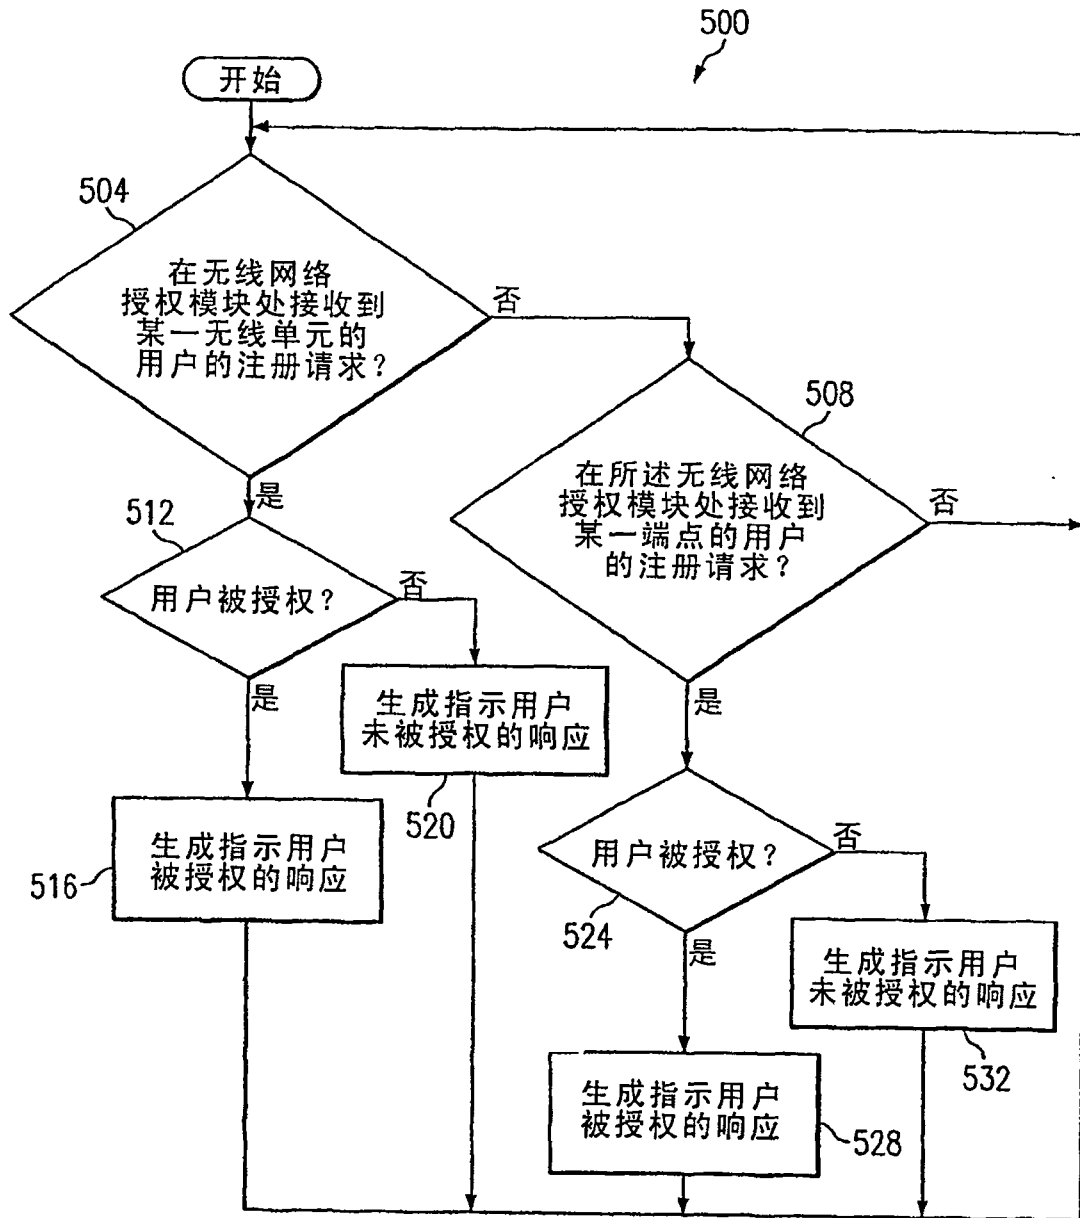 500
开始
504
在无线网络
授权模块处接收到
某一无线单元的
用户的注册请求？
否
508
在所述无线网络
授权模块处接收到
某一端点的用户
的注册请求？
否
是
512
用户被授权？
否
是
生成指示用户
未被授权的响应
520
是
生成指示用户
被授权的响应
516
用户被授权？
否
524
是
生成指示用户
未被授权的响应
532
生成指示用户
被授权的响应
528